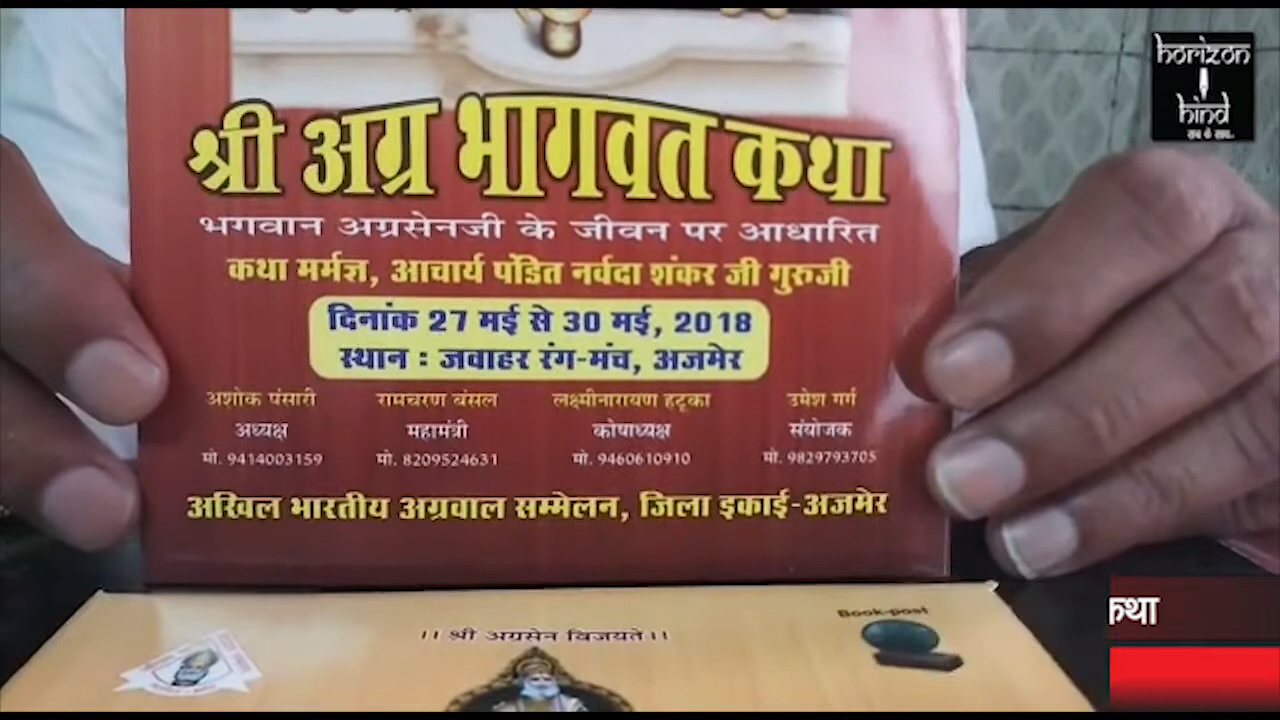 horizon
hind
सच के साथ..
श्री अग्र भागवत कथा
भगवान अग्रसेनजी के जीवन पर आधारित
कथा मर्मज्ञ, आचार्य पंडित नर्वदा शंकर जी गुरुजी
दिनांक 27 मई से 30 मई, 2018
स्थान : जवाहर रंग-मंच, अजमेर
अशोक पंसारी रामचरण बंसल लक्ष्मीनारायण हटूका उमेश गर्ग
अध्यक्ष महामंत्री कोषाध्यक्ष संयोजक
मो. 9414003159 मो. 8209524631 मो. 9460610910 मो. 9829793705
अखिल भारतीय अग्रवाल सम्मेलन, जिला इकाई-अजमेर
Book-post
।। श्री अग्रसेन विजयते ।।
कथा